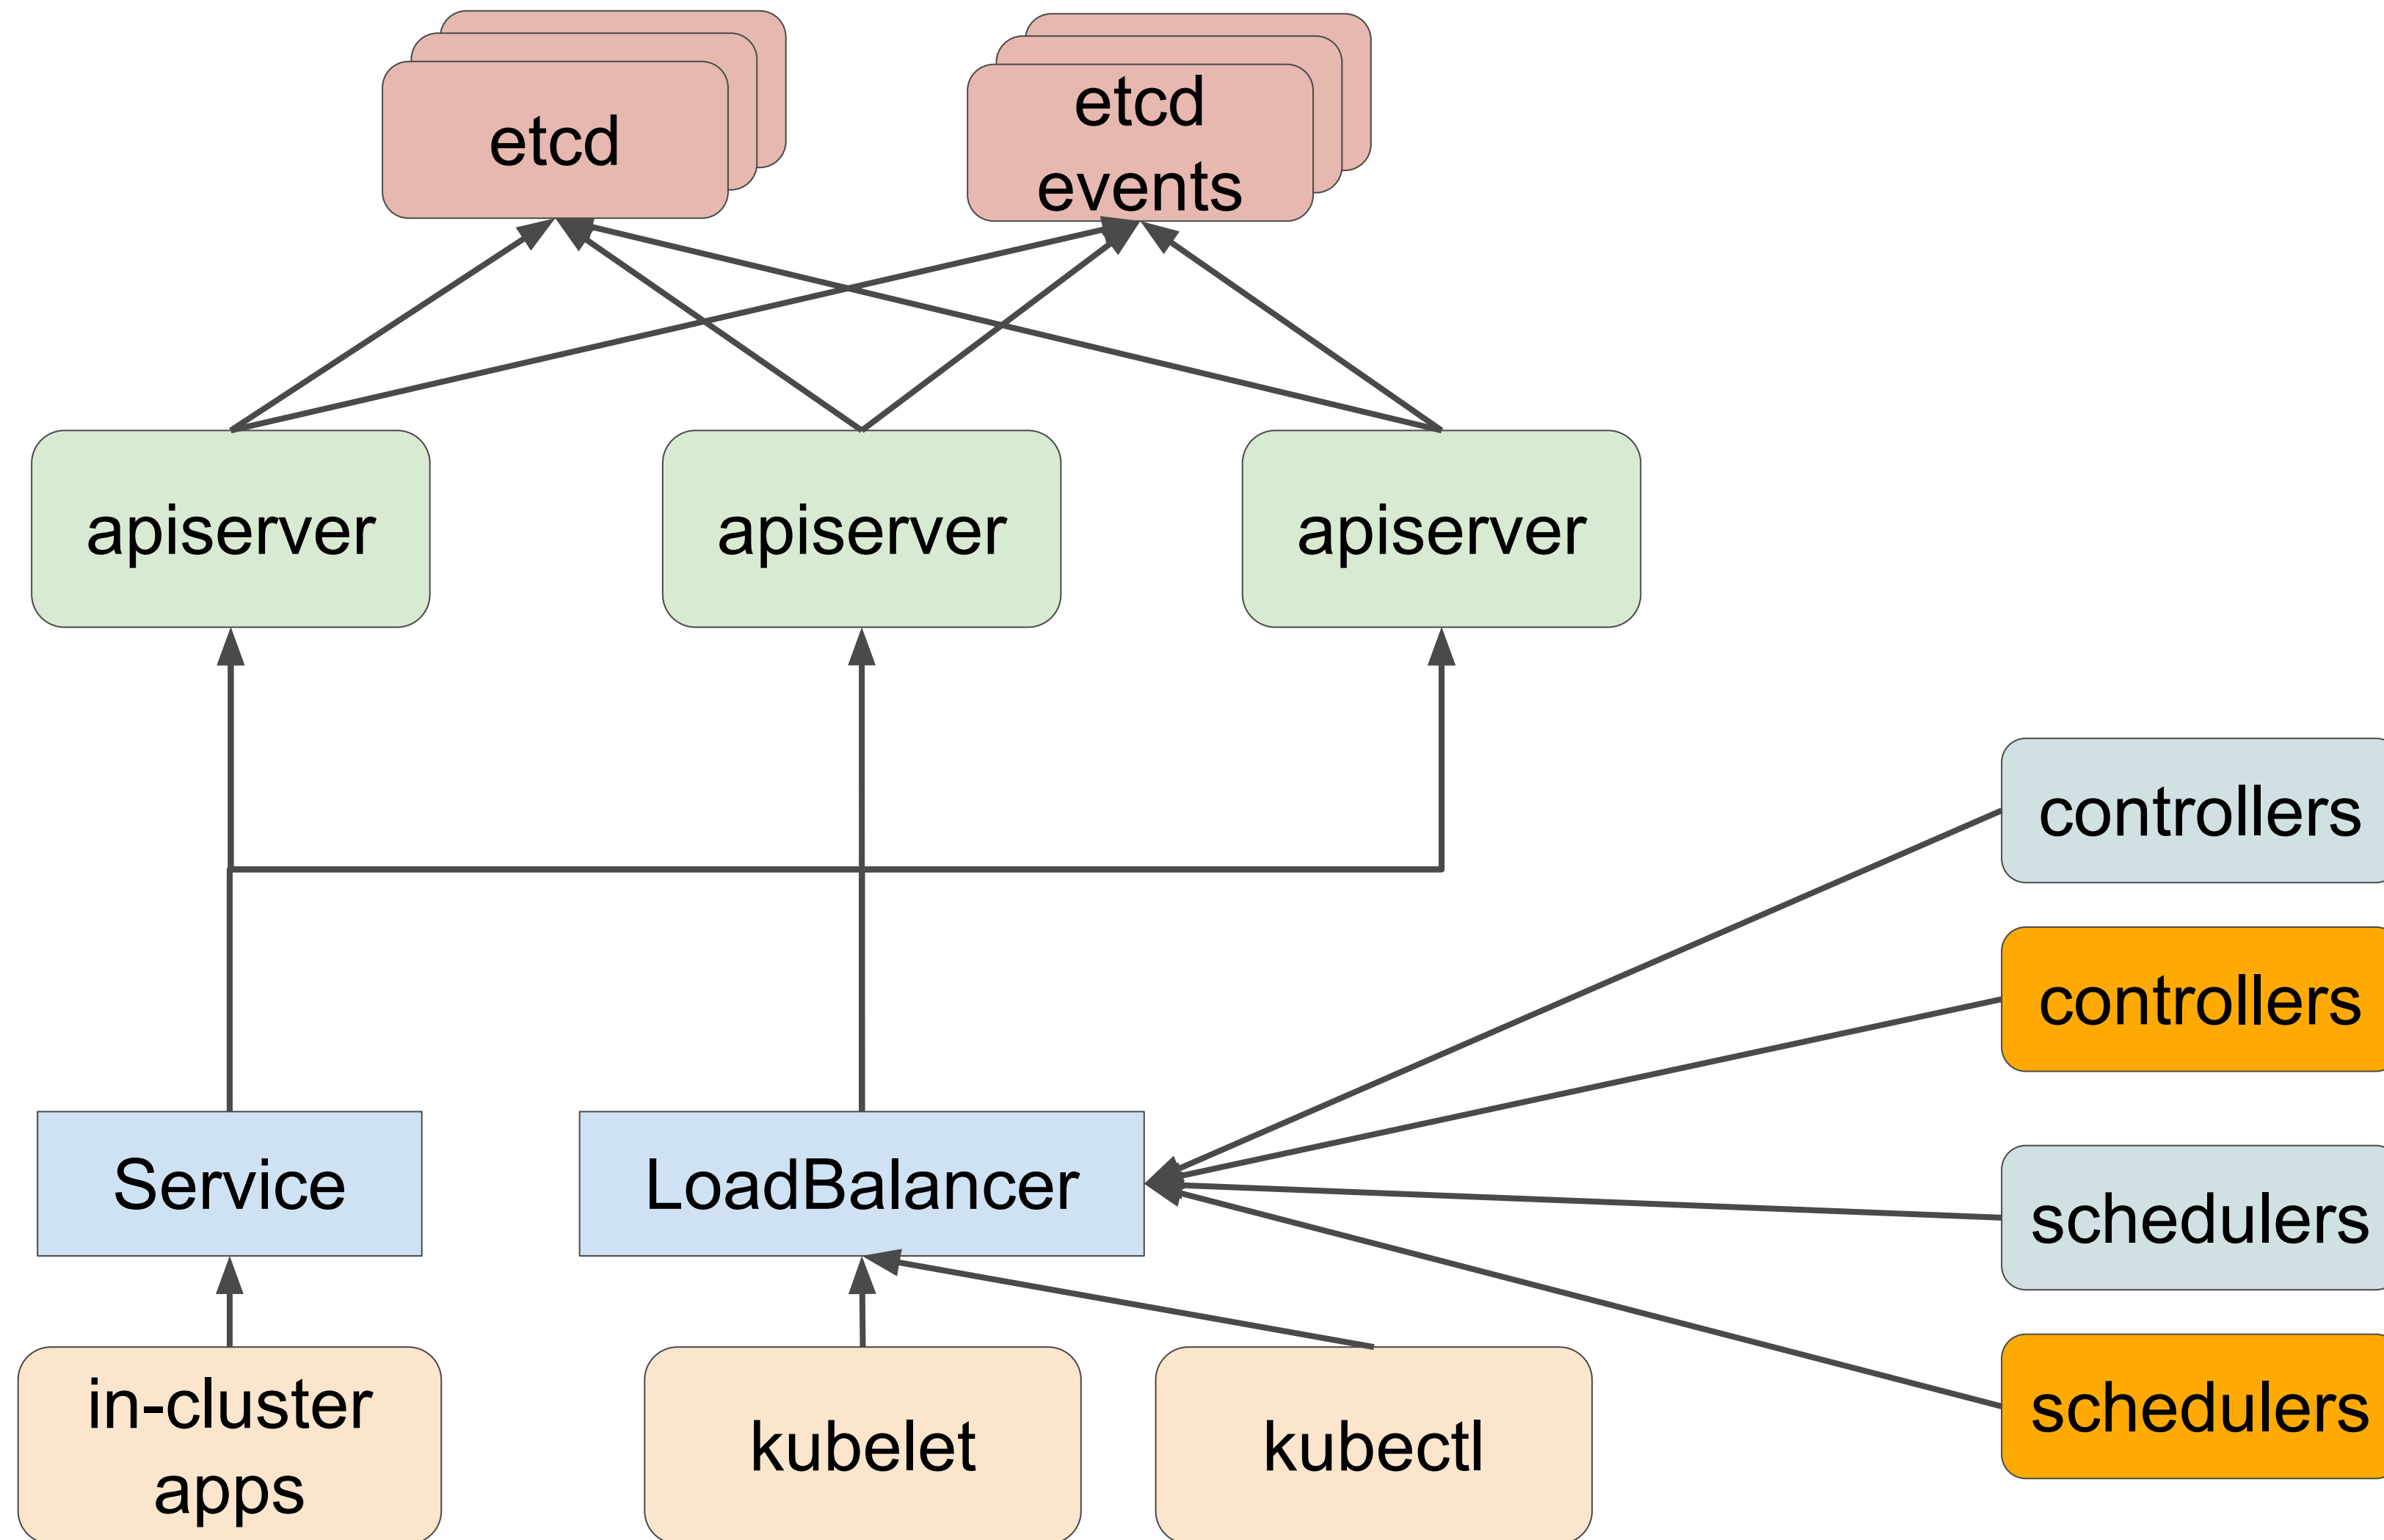 etcd
etcd
events
apiserver
apiserver
apiserver
controllers
controllers
Service
LoadBalancer
schedulers
schedulers
in-cluster
apps
kubelet
kubectl